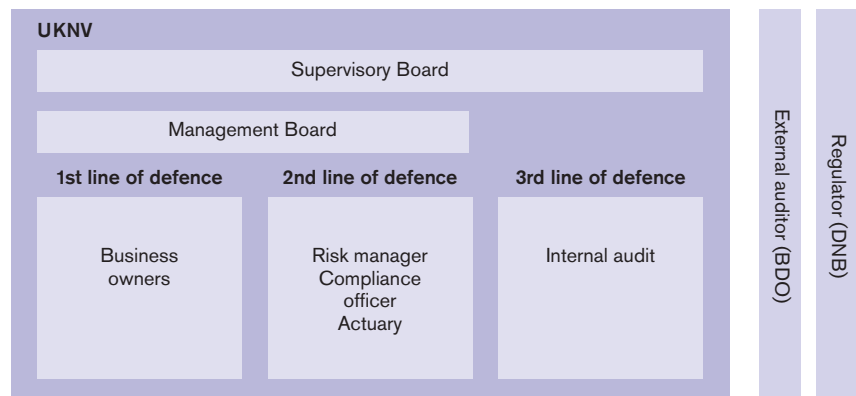 UKNV
Supervisory Board
Management Board
1st line of defence
2nd line of defence
3rd line of defence
Business
owners
Risk manager
Compliance
officer
Actuary
Internal audit
External auditor (BDO)
Regulator (DNB)